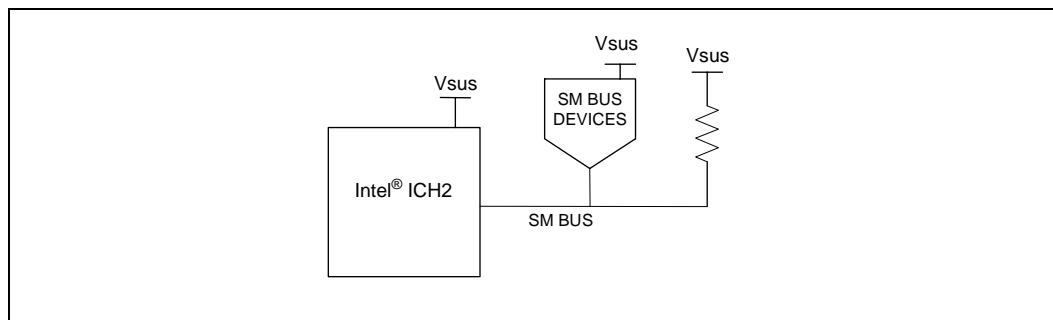 Vsus
Vsus
Vsus
SM BUS
DEVICES
Intel® ICH2
SM BUS